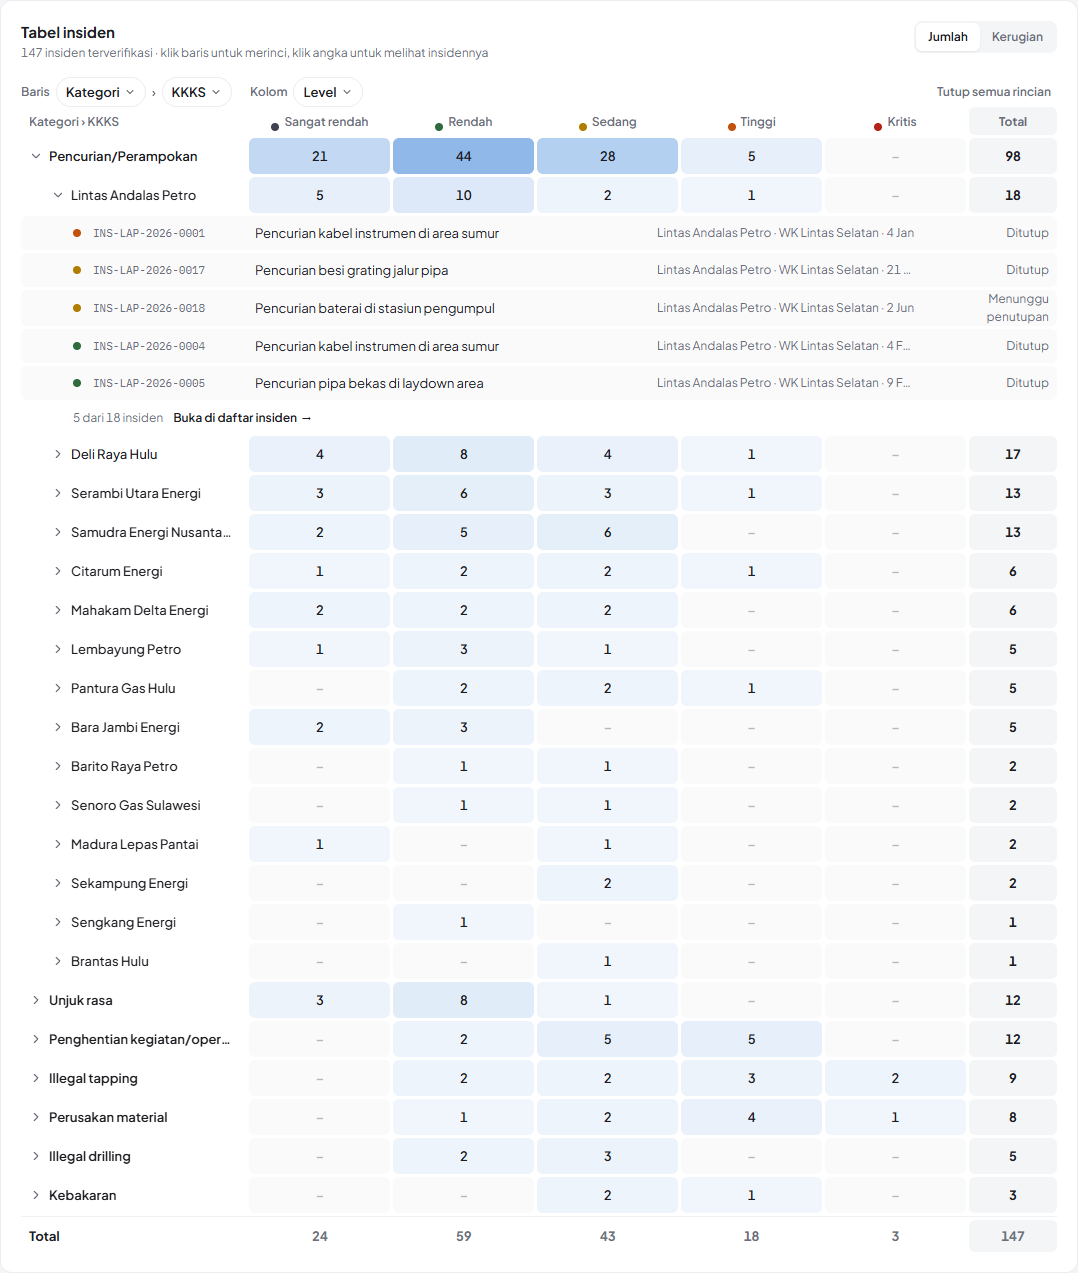 Tabel insiden
147 insiden terverifikasi · klik baris untuk merinci, klik angka untuk melihat insidennya
Jumlah Kerugian
Baris Kategori › KKKS Kolom Level Tutup semua rincian
Kategori › KKKS Sangat rendah Rendah Sedang Tinggi Kritis Total
Pencurian/Perampokan 21 44 28 5 – 98
Lintas Andalas Petro 5 10 2 1 – 18
INS-LAP-2026-0001 Pencurian kabel instrumen di area sumur Lintas Andalas Petro · WK Lintas Selatan · 4 Jan Ditutup
INS-LAP-2026-0017 Pencurian besi grating jalur pipa Lintas Andalas Petro · WK Lintas Selatan · 21 ... Ditutup
INS-LAP-2026-0018 Pencurian baterai di stasiun pengumpul Lintas Andalas Petro · WK Lintas Selatan · 2 Jun Menunggu
penutupan
INS-LAP-2026-0004 Pencurian kabel instrumen di area sumur Lintas Andalas Petro · WK Lintas Selatan · 4 F... Ditutup
INS-LAP-2026-0005 Pencurian pipa bekas di laydown area Lintas Andalas Petro · WK Lintas Selatan · 9 F... Ditutup
5 dari 18 insiden Buka di daftar insiden →
Deli Raya Hulu 4 8 4 1 – 17
Serambi Utara Energi 3 6 3 1 – 13
Samudra Energi Nusanta... 2 5 6 – – 13
Citarum Energi 1 2 2 1 – 6
Mahakam Delta Energi 2 2 2 – – 6
Lembayung Petro 1 3 1 – – 5
Pantura Gas Hulu – 2 2 1 – 5
Bara Jambi Energi 2 3 – – – 5
Barito Raya Petro – 1 1 – – 2
Senoro Gas Sulawesi – 1 1 – – 2
Madura Lepas Pantai 1 – 1 – – 2
Sekampung Energi – – 2 – – 2
Sengkang Energi – 1 – – – 1
Brantas Hulu – – 1 – – 1
Unjuk rasa 3 8 1 – – 12
Penghentian kegiatan/oper... – 2 5 5 – 12
Illegal tapping – 2 2 3 2 9
Perusakan material – 1 2 4 1 8
Illegal drilling – 2 3 – – 5
Kebakaran – – 2 1 – 3
Total 24 59 43 18 3 147